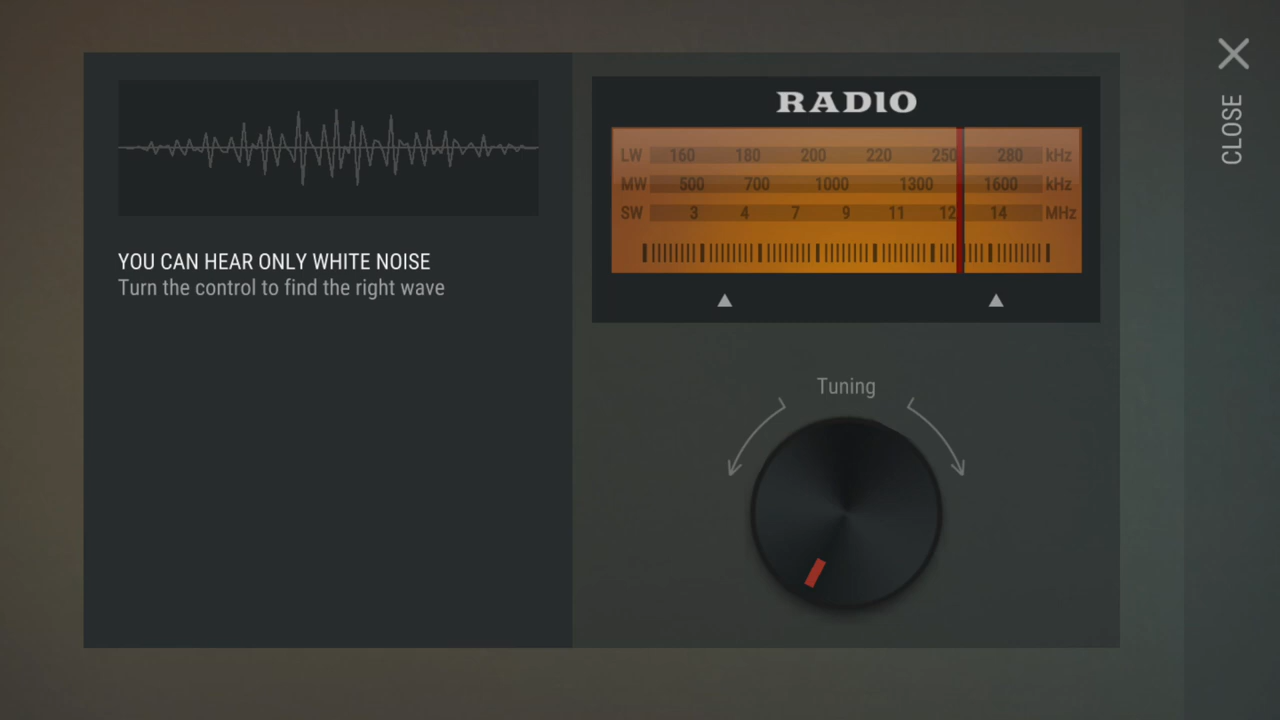 YOU CAN HEAR ONLY WHITE NOISE
Turn the control to find the right wave
RADIO
LW 160 180 200 220 250 280 kHz
MW 500 700 1000 1300 1600 kHz
SW 3 4 7 9 11 12 14 MHz
Tuning
CLOSE